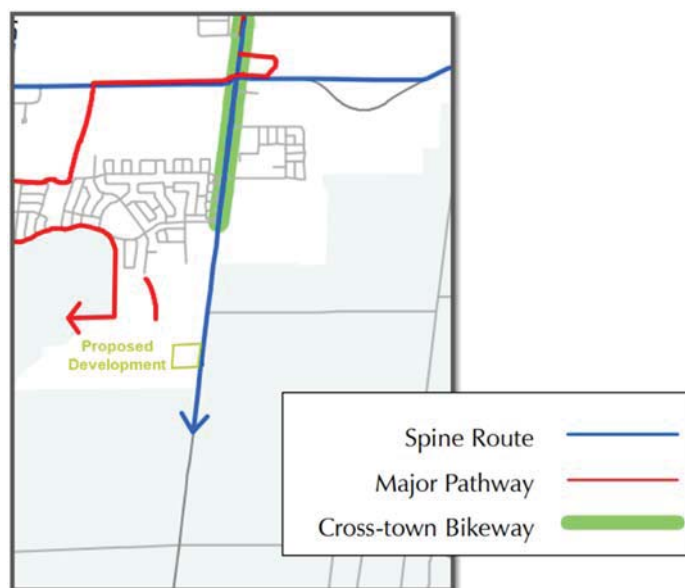 Proposed
Development
Spine Route
Major Pathway
Cross-town Bikeway